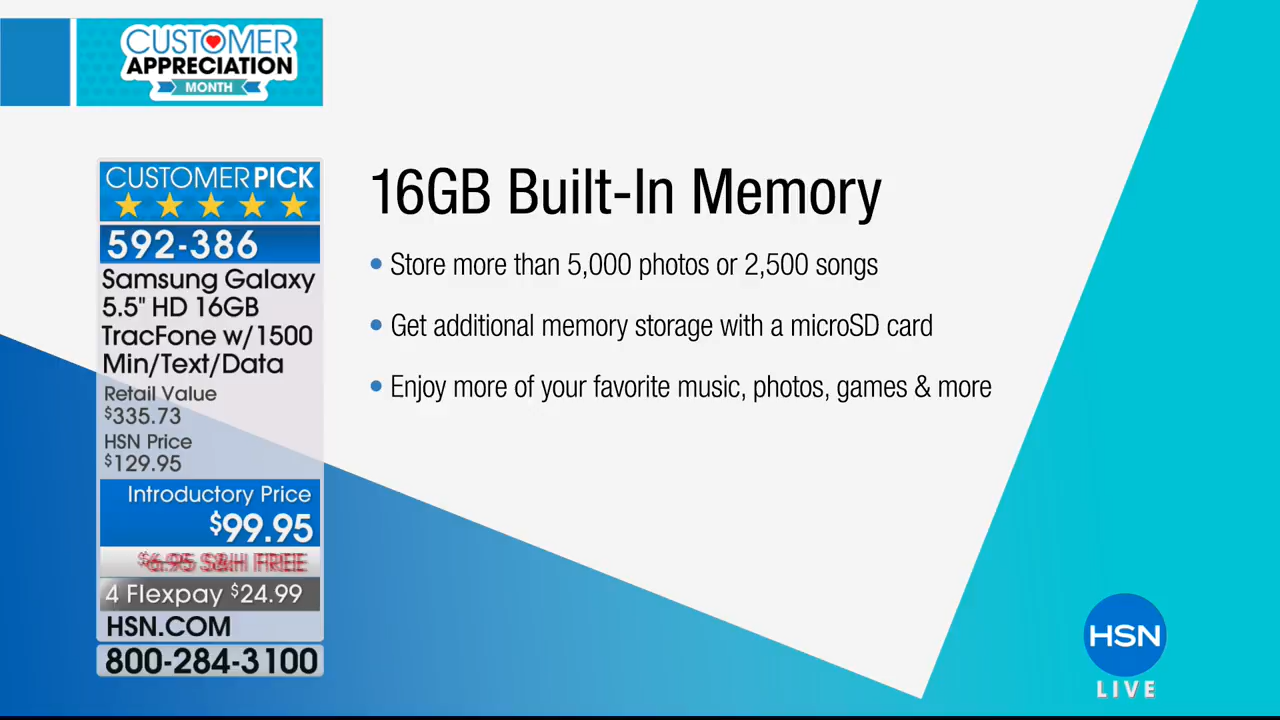 CUSTOMER
APPRECIATION
MONTH
CUSTOMER PICK
592-386
Samsung Galaxy
5.5" HD 16GB
TracFone w/1500
Min/Text/Data
Retail Value
$335.73
HSN Price
$129.95
Introductory Price
$99.95
$6.95 S&H FREE
4 Flexpay $24.99
HSN.COM
800-284-3100
16GB Built-In Memory
• Store more than 5,000 photos or 2,500 songs
• Get additional memory storage with a microSD card
• Enjoy more of your favorite music, photos, games & more
HSN
LIVE